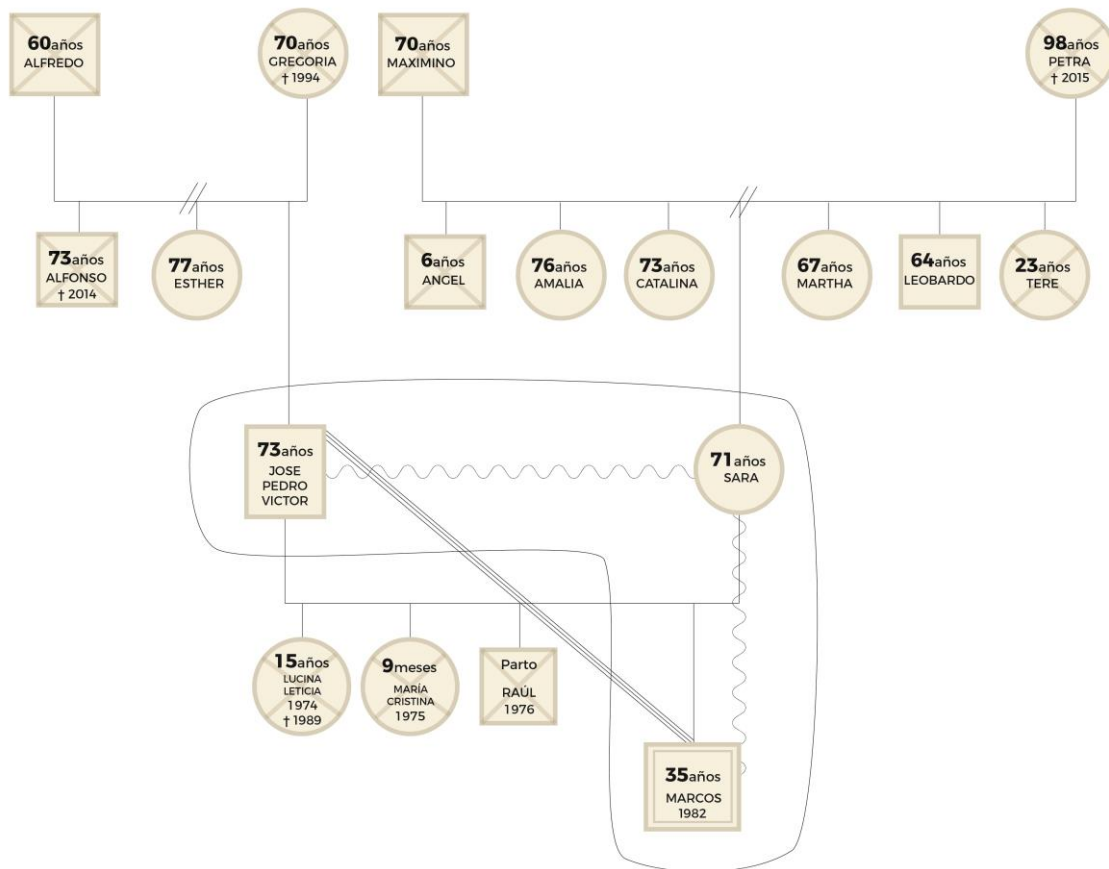 60años
ALFREDO
70años
GREGORIA
† 1994
70años
MAXIMINO
98años
PETRA
† 2015
73años
ALFONSO
† 2014
77años
ESTHER
6años
ANGEL
76años
AMALIA
73años
CATALINA
67años
MARTHA
64años
LEOBARDO
23años
TERE
73años
JOSE
PEDRO
VICTOR
71años
SARA
15años
LUCINA
LETICIA
1974
† 1989
9meses
MARÍA
CRISTINA
1975
Parto
RAÚL
1976
35años
MARCOS
1982